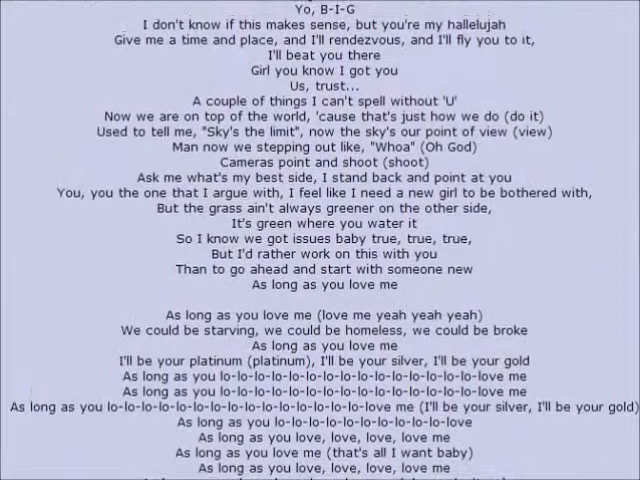 Yo, B-I-G
I don't know if this makes sense, but you're my hallelujah
Give me a time and place, and I'll rendezvous, and I'll fly you to it,
I'll beat you there
Girl you know I got you
Us, trust...
A couple of things I can't spell without 'U'
Now we are on top of the world, 'cause that's just how we do (do it)
Used to tell me, "Sky's the limit", now the sky's our point of view (view)
Man now we stepping out like, "Whoa" (Oh God)
Cameras point and shoot (shoot)
Ask me what's my best side, I stand back and point at you
You, you the one that I argue with, I feel like I need a new girl to be bothered with,
But the grass ain't always greener on the other side,
It's green where you water it
So I know we got issues baby true, true, true,
But I'd rather work on this with you
Than to go ahead and start with someone new
As long as you love me
As long as you love me (love me yeah yeah yeah)
We could be starving, we could be homeless, we could be broke
As long as you love me
I'll be your platinum (platinum), I'll be your silver, I'll be your gold
As long as you lo-lo-lo-lo-lo-lo-lo-lo-lo-lo-lo-lo-lo-lo-love me
As long as you lo-lo-lo-lo-lo-lo-lo-lo-lo-lo-lo-lo-lo-lo-love me
As long as you lo-lo-lo-lo-lo-lo-lo-lo-lo-lo-lo-lo-lo-lo-love me (I'll be your silver, I'll be your gold)
As long as you lo-lo-lo-lo-lo-lo-lo-lo-lo-lo-love
As long as you love, love, love, love me
As long as you love me (that's all I want baby)
As long as you love, love, love, love me